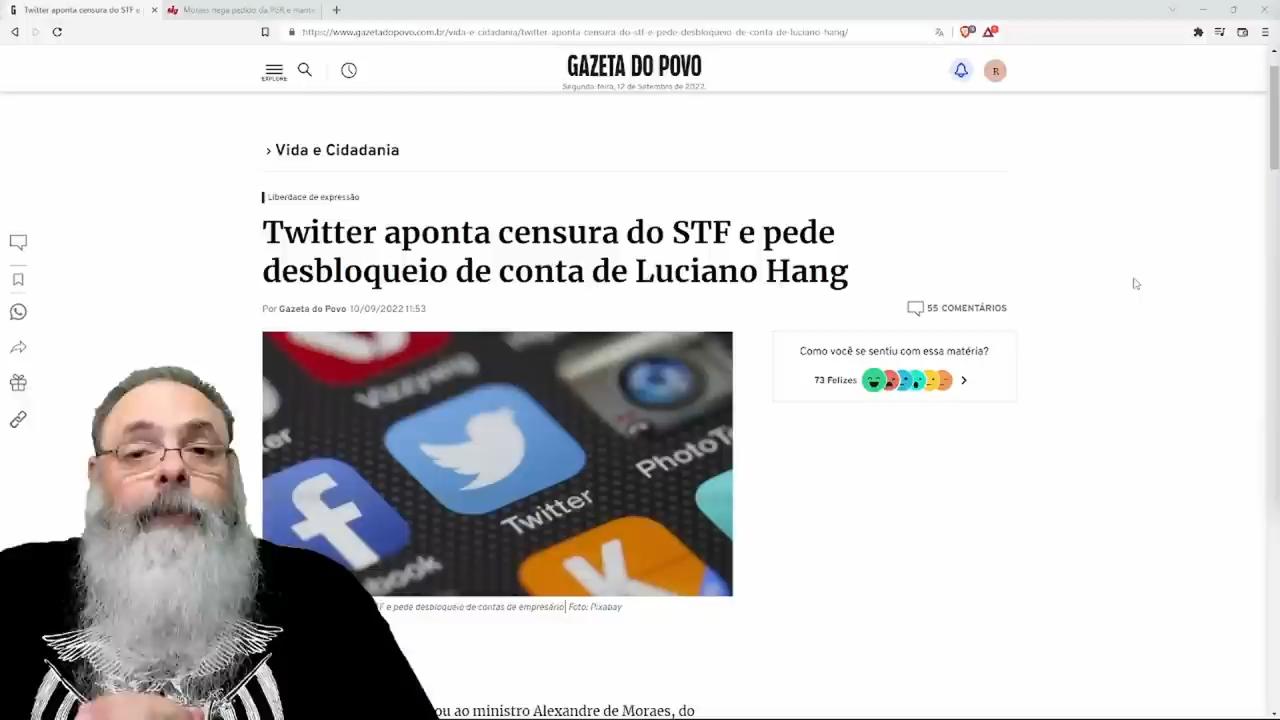 Twitter aponta censura do STF e
Moraes nega pedido da PGR e mant
https://www.gazetadopovo.com.br/vida-e-cidadania/twitter-aponta-censura-do-stf-e-pede-desbloqueio-de-conta-de-luciano-hang/
EXPLORE
GAZETA DO POVO
Segunda-feira, 12 de Setembro de 2022.
R
› Vida e Cidadania
Liberdade de expressão
Twitter aponta censura do STF e pede
desbloqueio de conta de Luciano Hang
Por Gazeta do Povo 10/09/2022 11:53
55 COMENTÁRIOS
Como você se sentiu com essa matéria?
73 Felizes
Twitter
PhotoT
f
F e pede desbloqueio de contas de empresário| Foto: Pixabay
ou ao ministro Alexandre de Moraes, do